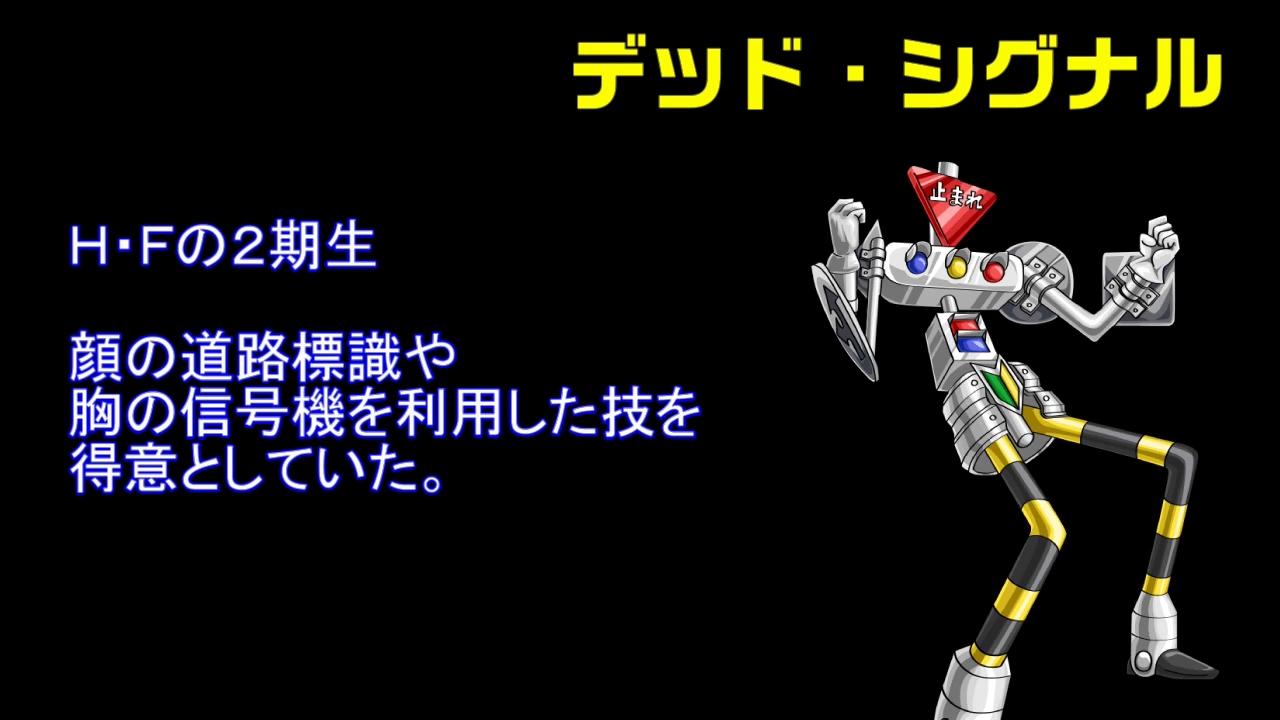 デッド・シグナル
止まれ
H・Fの2期生
顔の道路標識や
胸の信号機を利用した技を
得意としていた。